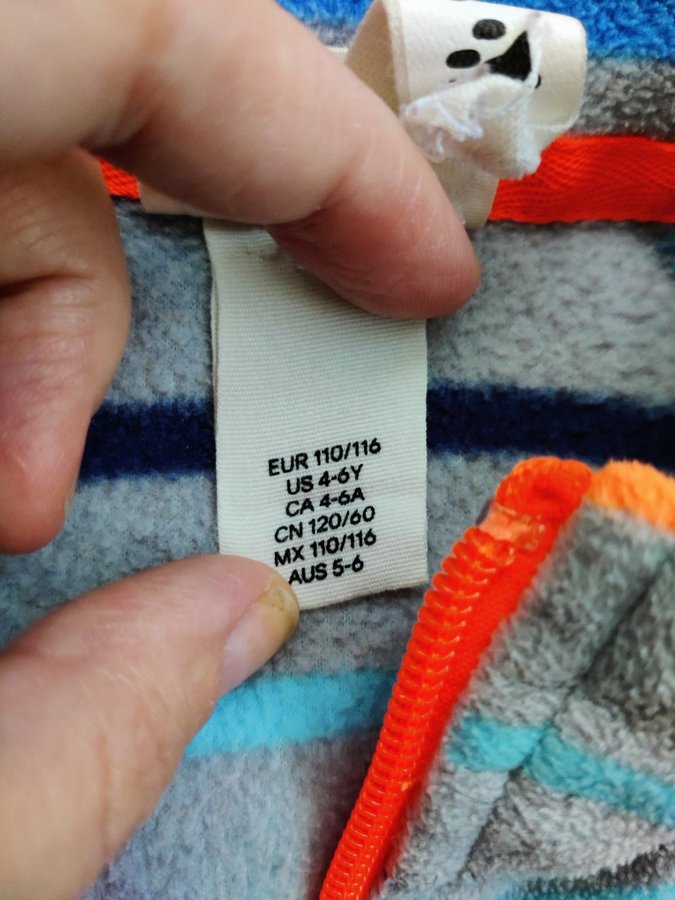 EUR 110/116
US 4-6Y
CA 4-6A
CN 120/60
MX 110/116
AUS 5-6